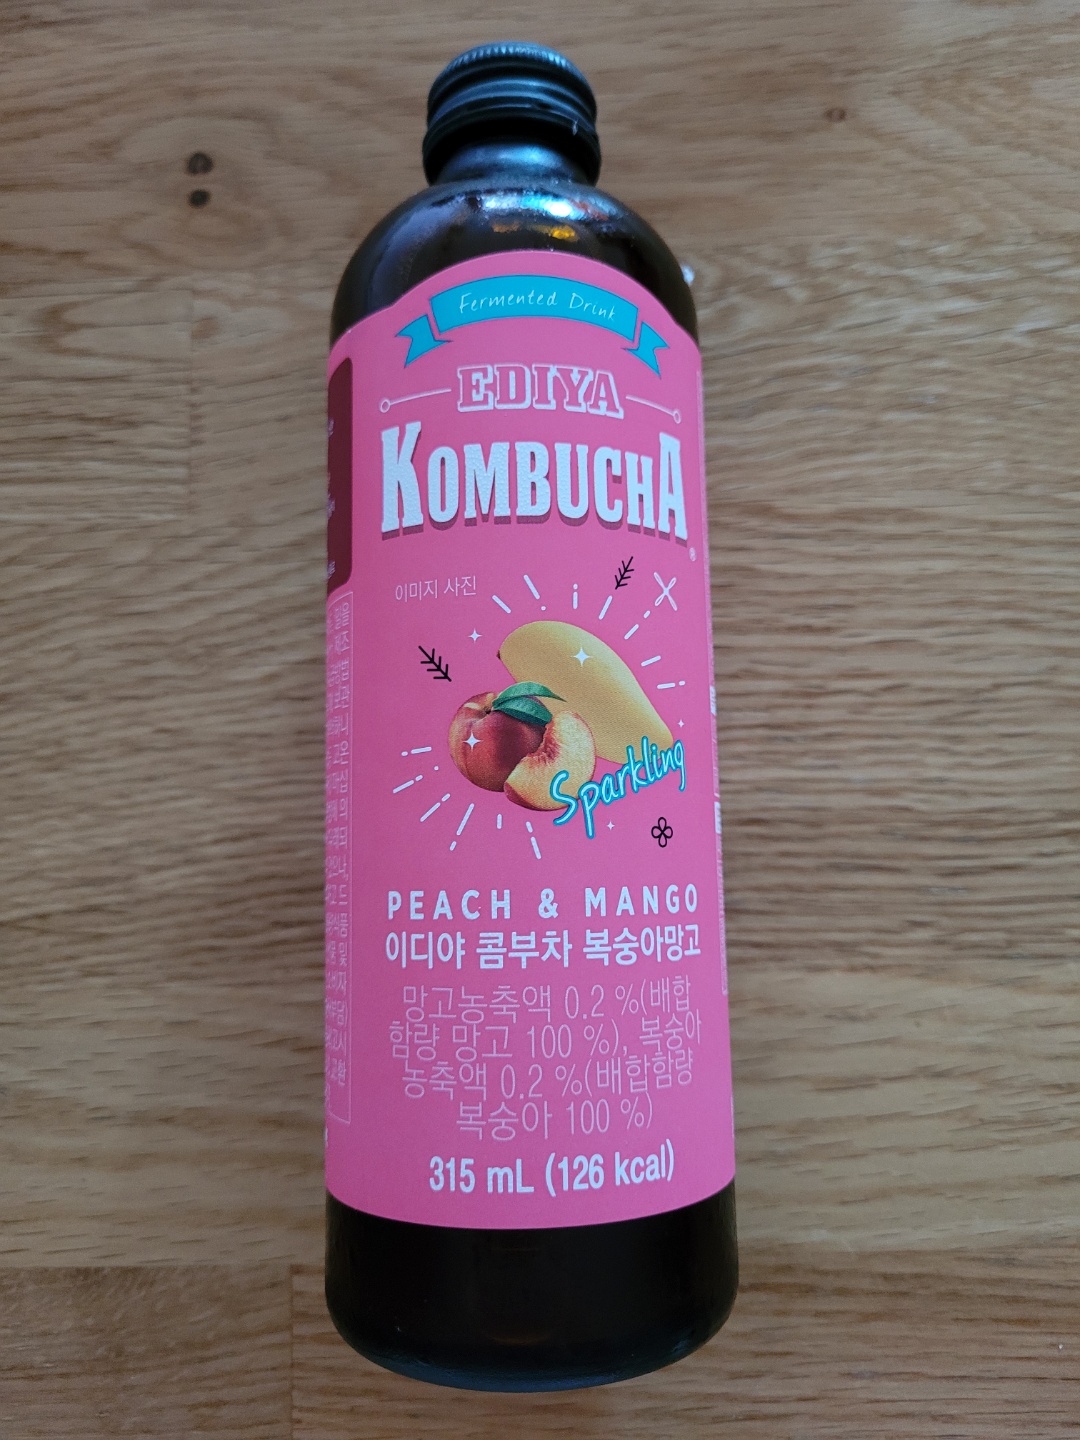 Fermented Drink
EDIYA
KOMBUCHA
이미지 사진
Sparkling
PEACH & MANGO
이디야 콤부차 복숭아망고
망고농축액 0.2 %(배합
함량 망고 100 %), 복숭아
농축액 0.2 %(배합함량
복숭아 100 %)
315 mL (126 kcal)